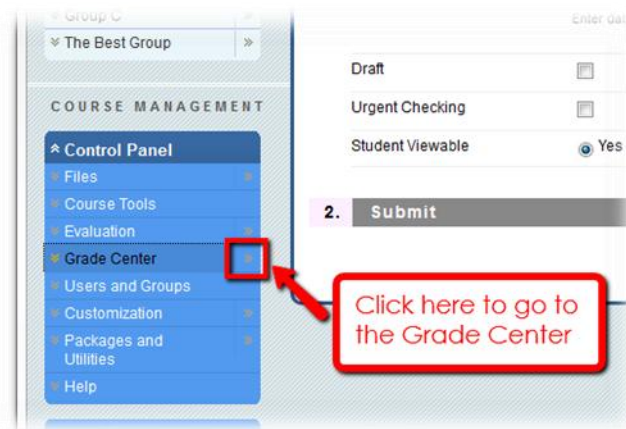 Group C
The Best Group
COURSE MANAGEMENT
Control Panel
Files
Course Tools
Evaluation
Grade Center
Users and Groups
Customization
Packages and
Utilities
Help
Enter dat
Draft
Urgent Checking
Student Viewable
Yes
2. Submit
Click here to go to
the Grade Center